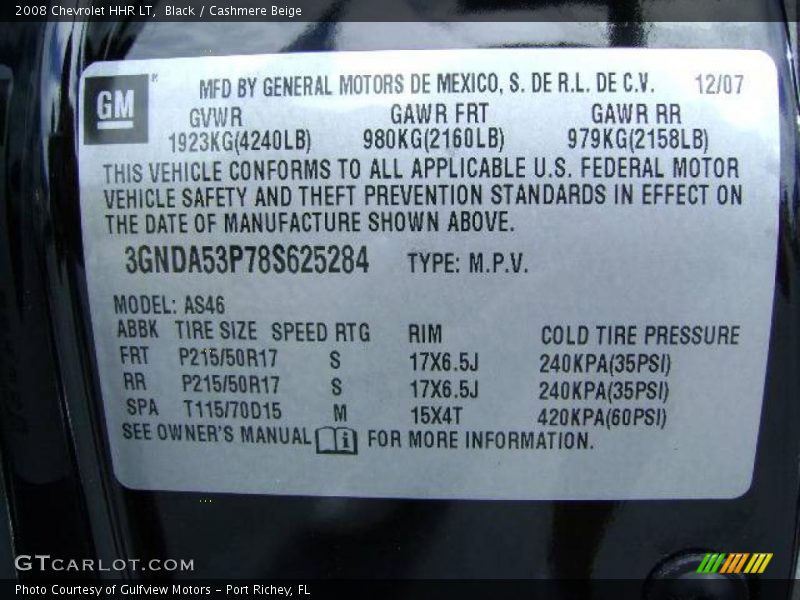 2008 Chevrolet HHR LT, Black / Cashmere Beige
GM
MFD BY GENERAL MOTORS DE MEXICO, S. DE R.L. DE C.V. 12/07
GVWR GAWR FRT GAWR RR
1923KG(4240LB) 980KG(2160LB) 979KG(2158LB)
THIS VEHICLE CONFORMS TO ALL APPLICABLE U.S. FEDERAL MOTOR
VEHICLE SAFETY AND THEFT PREVENTION STANDARDS IN EFFECT ON
THE DATE OF MANUFACTURE SHOWN ABOVE.
3GNDA53P78S625284 TYPE: M.P.V.
MODEL: AS46
ABBK TIRE SIZE SPEED RTG RIM COLD TIRE PRESSURE
FRT P215/50R17 S 17X6.5J 240KPA(35PSI)
RR P215/50R17 S 17X6.5J 240KPA(35PSI)
SPA T115/70D15 M 15X4T 420KPA(60PSI)
SEE OWNER'S MANUAL i FOR MORE INFORMATION.
GTCARLOT.COM
Photo Courtesy of Gulfview Motors - Port Richey, FL